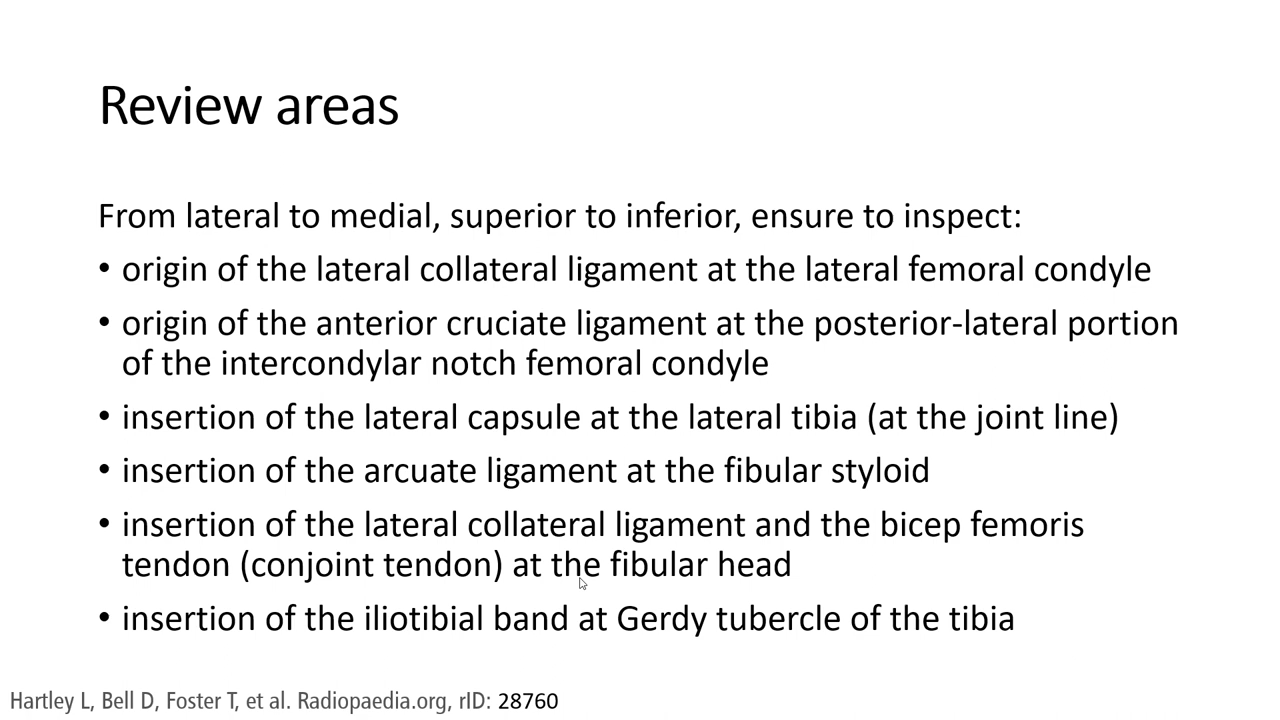 Review areas
From lateral to medial, superior to inferior, ensure to inspect:
• origin of the lateral collateral ligament at the lateral femoral condyle
• origin of the anterior cruciate ligament at the posterior-lateral portion
of the intercondylar notch femoral condyle
• insertion of the lateral capsule at the lateral tibia (at the joint line)
• insertion of the arcuate ligament at the fibular styloid
• insertion of the lateral collateral ligament and the bicep femoris
tendon (conjoint tendon) at the fibular head
• insertion of the iliotibial band at Gerdy tubercle of the tibia
Hartley L, Bell D, Foster T, et al. Radiopaedia.org, rID: 28760